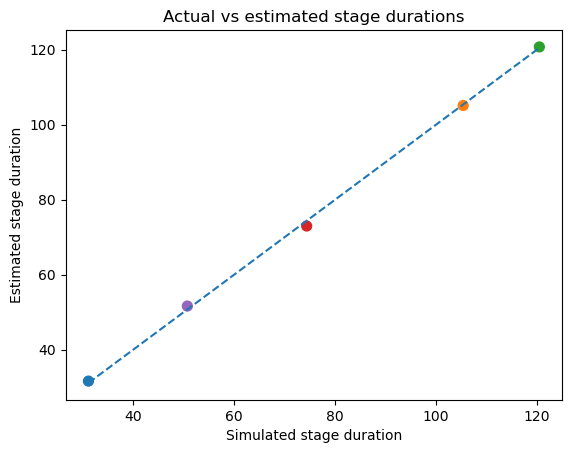 Actual vs estimated stage durations
120
100
80
60
40
Estimated stage duration
40 60 80 100 120
Simulated stage duration